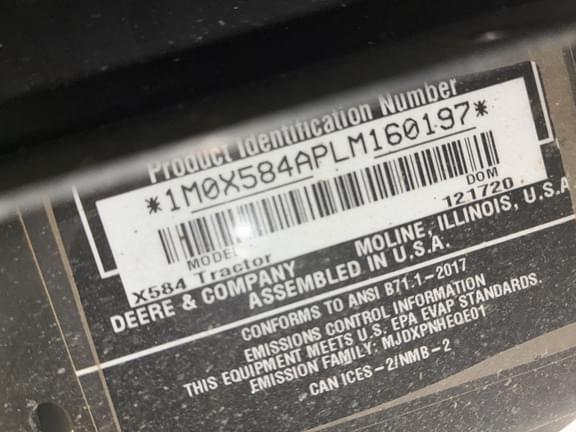 Product Identification Number
*1M0X584APLM160197*
MODEL DOM
X584 Tractor 121720
DEERE & COMPANY MOLINE, ILLINOIS, U.S.A
ASSEMBLED IN U.S.A.
CONFORMS TO ANSI B71.1-2017
EMISSIONS CONTROL INFORMATION
THIS EQUIPMENT MEETS U.S. EPA EVAP STANDARDS.
EMISSION FAMILY: MJDXPNHEQE01
CAN ICES-2/NMB-2